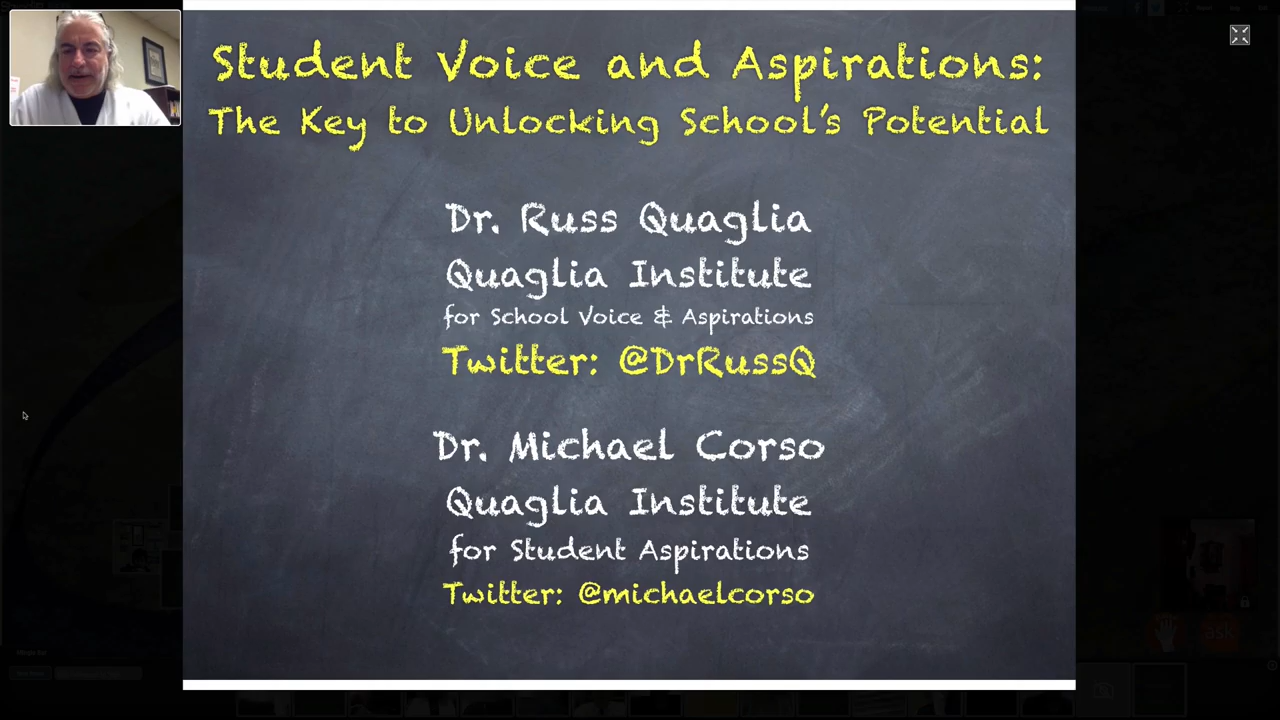 Student Voice and Aspirations:
The Key to Unlocking School's Potential
Dr. Russ Quaglia
Quaglia Institute
for School Voice & Aspirations
Twitter: @DrRussQ
Dr. Michael Corso
Quaglia Institute
for Student Aspirations
Twitter: @michaelcorso
ask